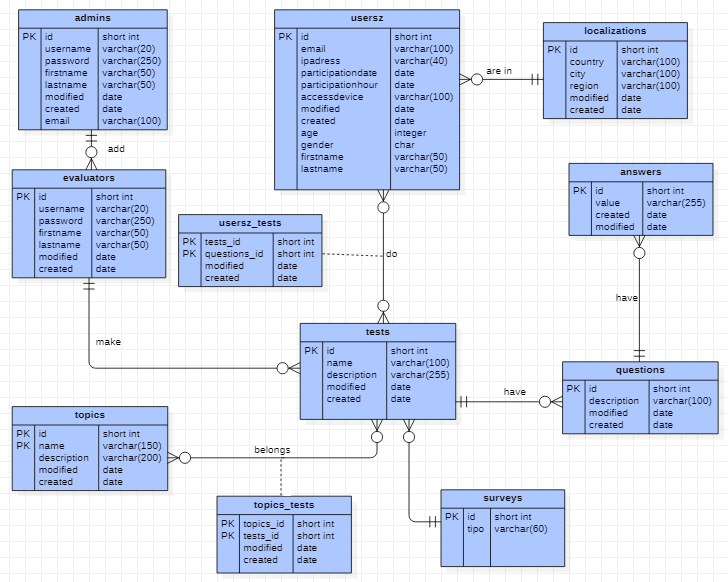 admins
PK id short int
username varchar(20)
password varchar(250)
firstname varchar(50)
lastname varchar(50)
modified date
created date
email varchar(100)
usersz
PK id short int
email varchar(100)
ipadress varchar(40)
participationdate date
participationhour date
accessdevice varchar(100)
modified date
created date
age integer
gender char
firstname varchar(50)
lastname varchar(50)
localizations
PK id short int
country varchar(100)
city varchar(100)
region varchar(100)
modified date
created date
are in
add
evaluators
PK id short int
username varchar(20)
password varchar(250)
firstname varchar(50)
lastname varchar(50)
modified date
created date
answers
PK id short int
value varchar(255)
created date
modified date
usersz_tests
PK tests_id short int
PK questions_id short int
modified date
created date
do
have
make
tests
PK id short int
name varchar(100)
description varchar(255)
modified date
created date
have
questions
PK id short int
description varchar(100)
modified date
created date
topics
PK id short int
PK name varchar(150)
description varchar(200)
modified date
created date
belongs
topics_tests
PK topics_id short int
PK tests_id short int
modified date
created date
surveys
PK id short int
tipo varchar(60)